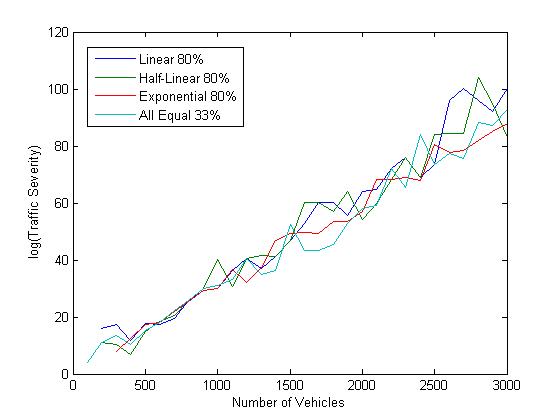 120
100
80
60
40
20
0
log(Traffic Severity)
Linear 80%
Half-Linear 80%
Exponential 80%
All Equal 33%
0 500 1000 1500 2000 2500 3000
Number of Vehicles